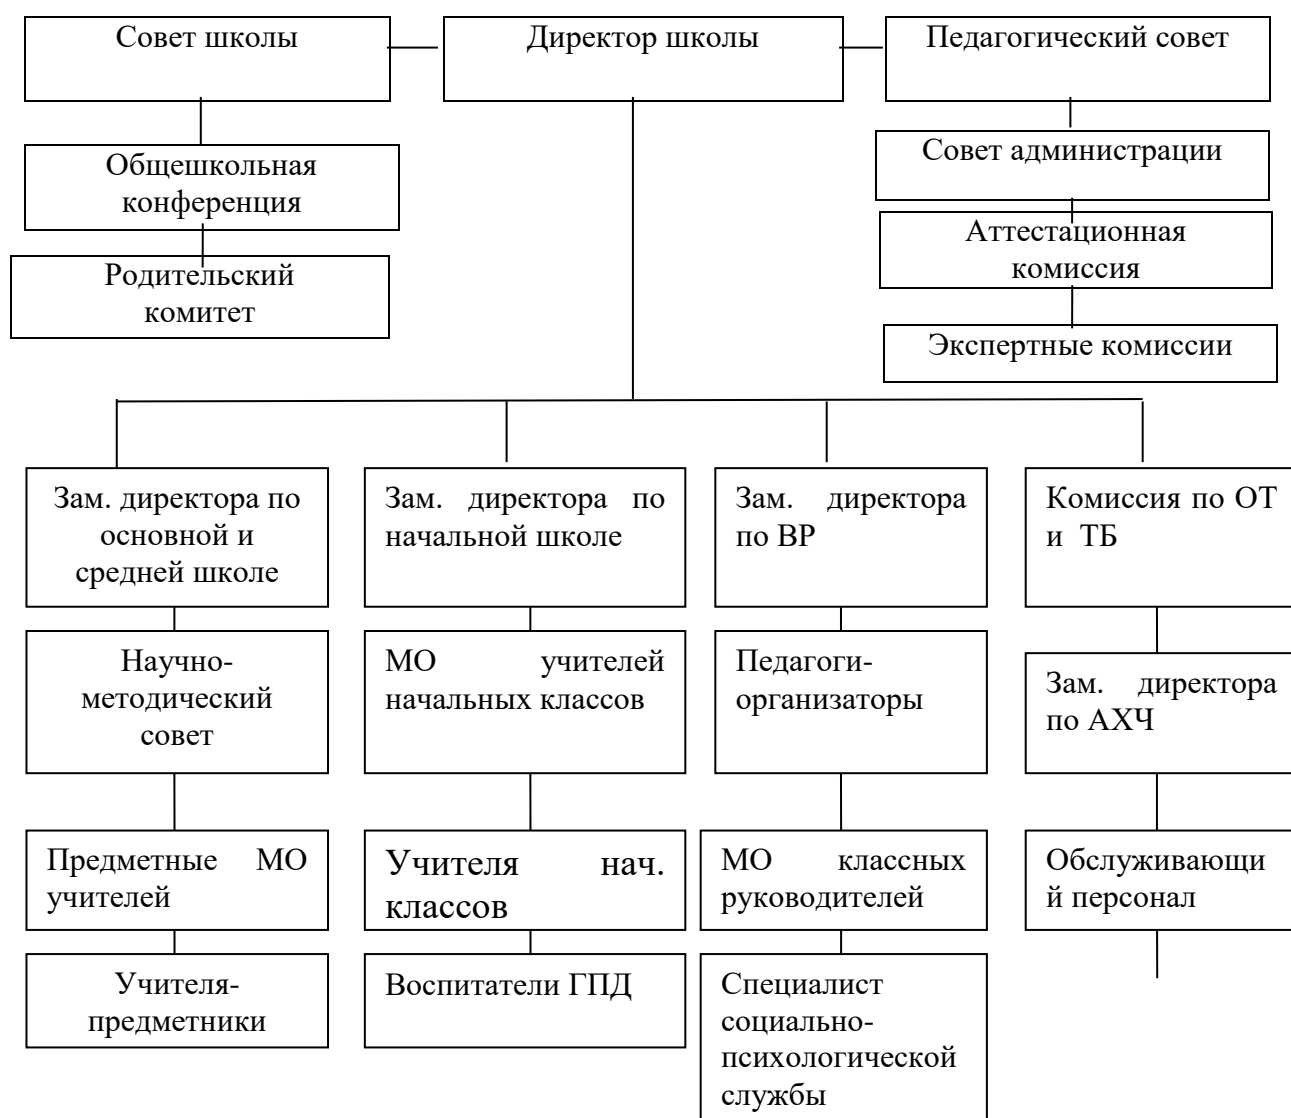 Совет школы
Директор школы
Педагогический совет
Общешкольная
конференция
Родительский
комитет
Совет администрации
Аттестационная
комиссия
Экспертные комиссии
Зам. директора по
основной и
средней школе
Зам. директора по
начальной школе
Зам. директора
по ВР
Комиссия по ОТ
и ТБ
Научно-
методический
совет
МО учителей
начальных классов
Педагоги-
организаторы
Зам. директора
по АХЧ
Предметные МО
учителей
Учителя нач.
классов
МО классных
руководителей
Обслуживающи
й персонал
Учителя-
предметники
Воспитатели ГПД
Специалист
социально-
психологической
службы